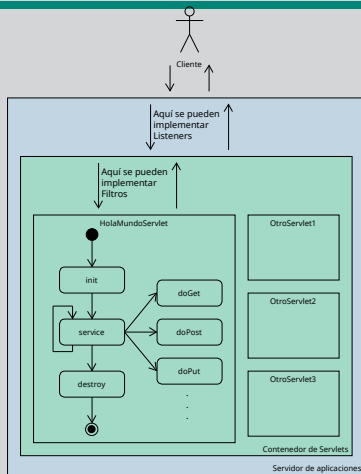 Cliente
Aquí se pueden
implementar
Listeners
Aquí se pueden
implementar
Filtros
HolaMundoServlet
init
service
destroy
doGet
doPost
doPut
.
.
.
OtroServlet1
OtroServlet2
OtroServlet3
Contenedor de Servlets
Servidor de aplicaciones